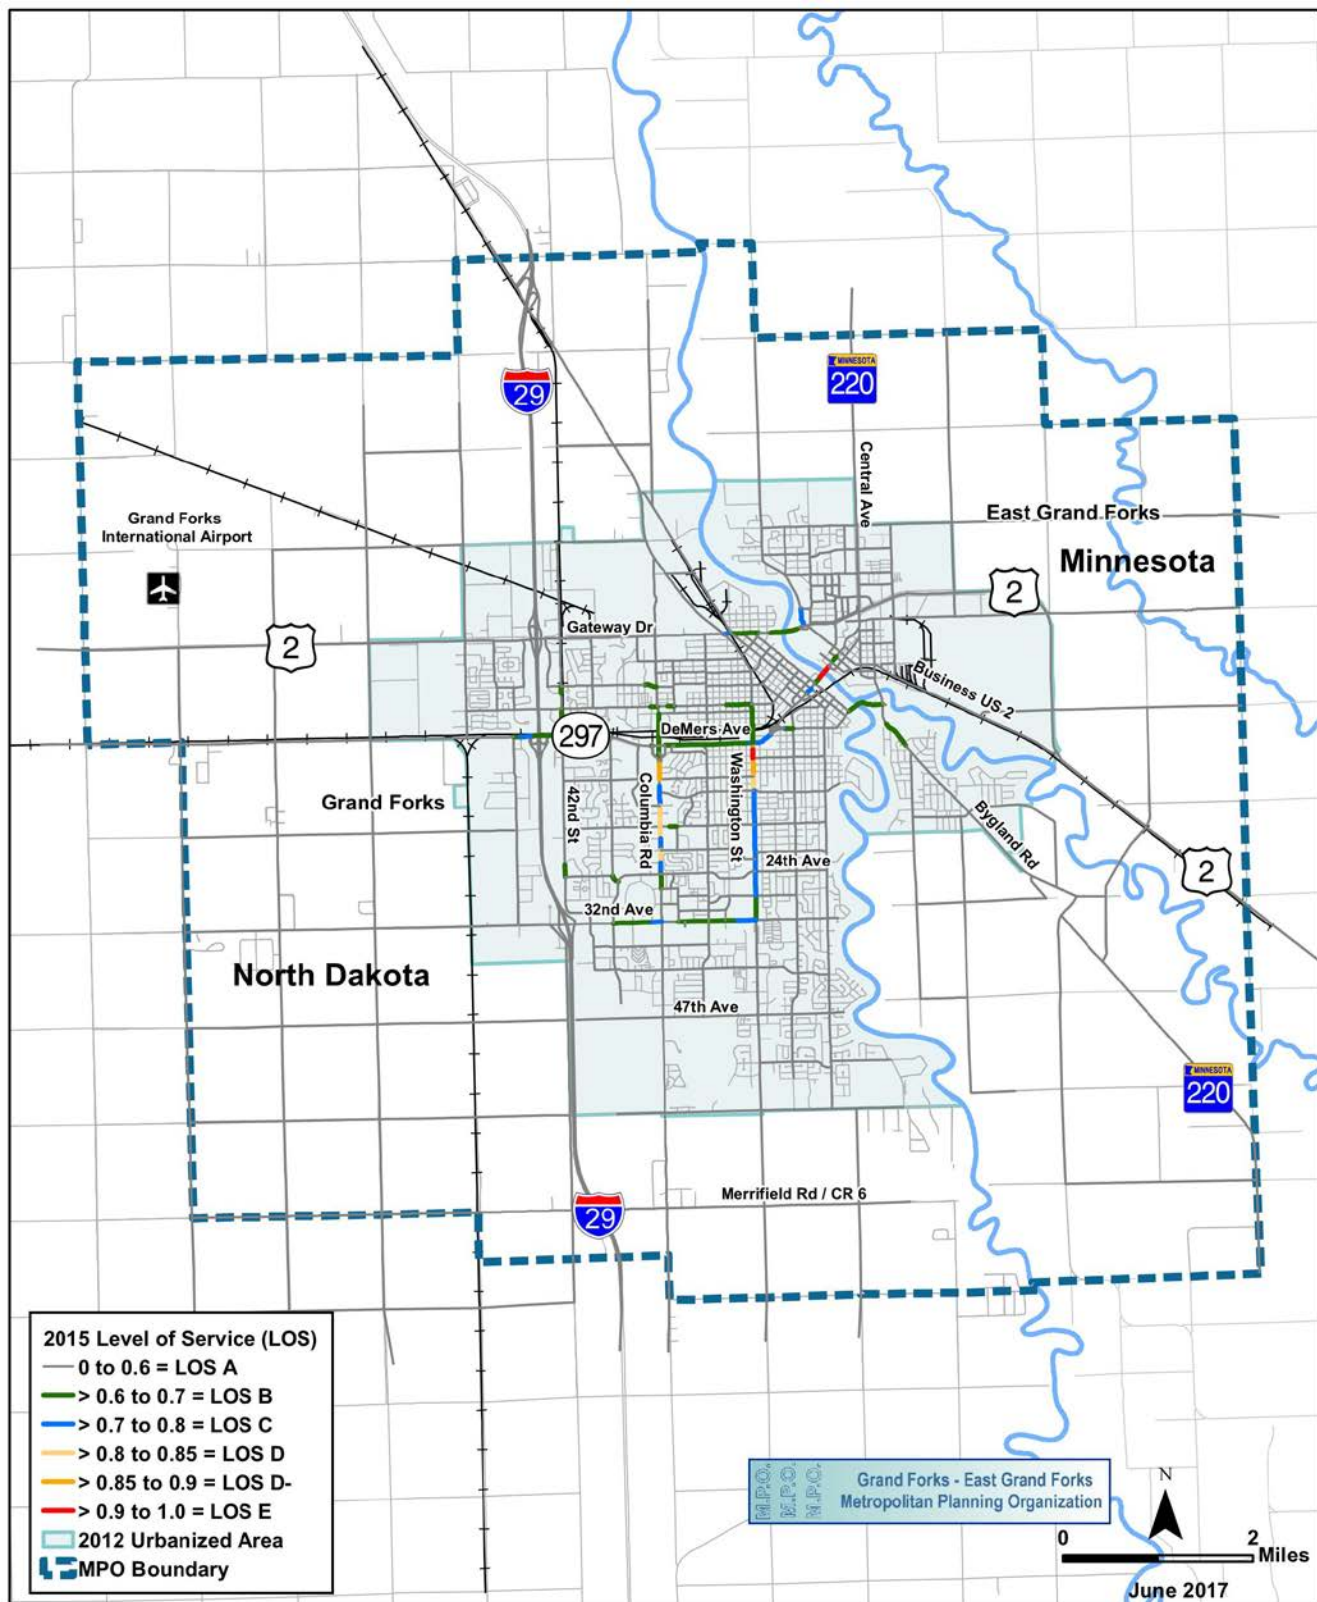 29
MINNESOTA
220
Central Ave
Grand Forks
International Airport
East Grand Forks
Minnesota
2
2
Gateway Dr
Business US 2
297
DeMers Ave
Grand Forks
42nd St
Columbia Rd
Washington St
24th Ave
Bygland Rd
2
32nd Ave
North Dakota
47th Ave
MINNESOTA
220
Merrifield Rd / CR 6
29
2015 Level of Service (LOS)
0 to 0.6 = LOS A
> 0.6 to 0.7 = LOS B
> 0.7 to 0.8 = LOS C
> 0.8 to 0.85 = LOS D
> 0.85 to 0.9 = LOS D-
> 0.9 to 1.0 = LOS E
2012 Urbanized Area
MPO Boundary
M.P.O.
M.P.O.
M.P.O.
Grand Forks - East Grand Forks
Metropolitan Planning Organization
N
0 2
Miles
June 2017